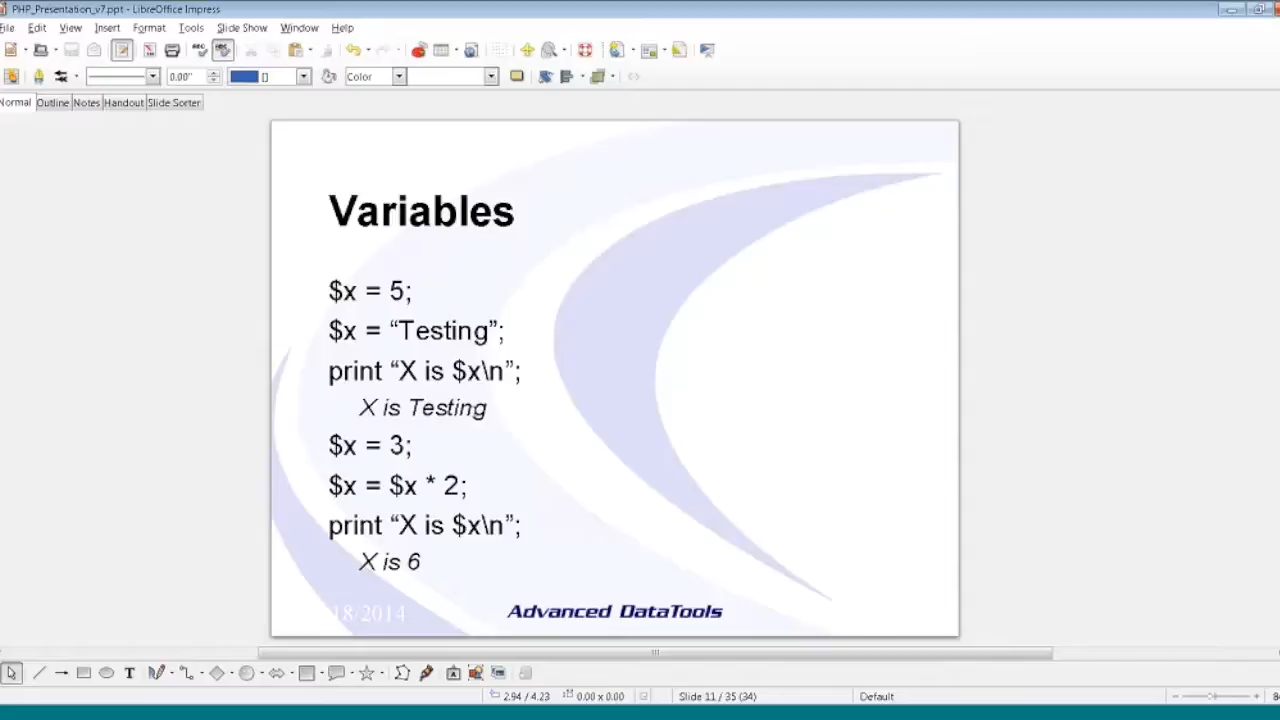 PHP_Presentation_v7.ppt - LibreOffice Impress
File Edit View Insert Format Tools Slide Show Window Help
0.00" [] Color
Normal Outline Notes Handout Slide Sorter
Variables
$x = 5;
$x = “Testing”;
print “X is $x\n”;
X is Testing
$x = 3;
$x = $x * 2;
print “X is $x\n”;
X is 6
18/2014 Advanced DataTools
2.94 / 4.23 0.00 x 0.00 Slide 11 / 35 (34) Default